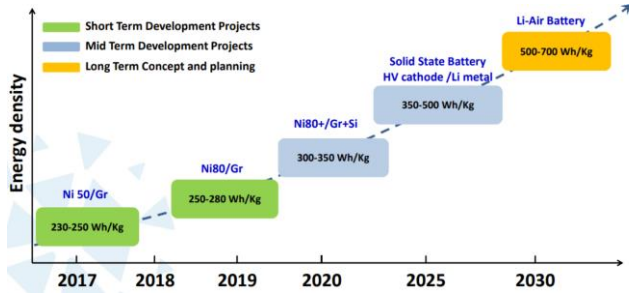 Short Term Development Projects
Mid Term Development Projects
Long Term Concept and planning
Li-Air Battery
500-700 Wh/Kg
Solid State Battery
HV cathode /Li metal
350-500 Wh/Kg
Ni80+/Gr+Si
300-350 Wh/Kg
Ni80/Gr
250-280 Wh/Kg
Ni 50/Gr
230-250 Wh/Kg
Energy density
2017 2018 2019 2020 2025 2030